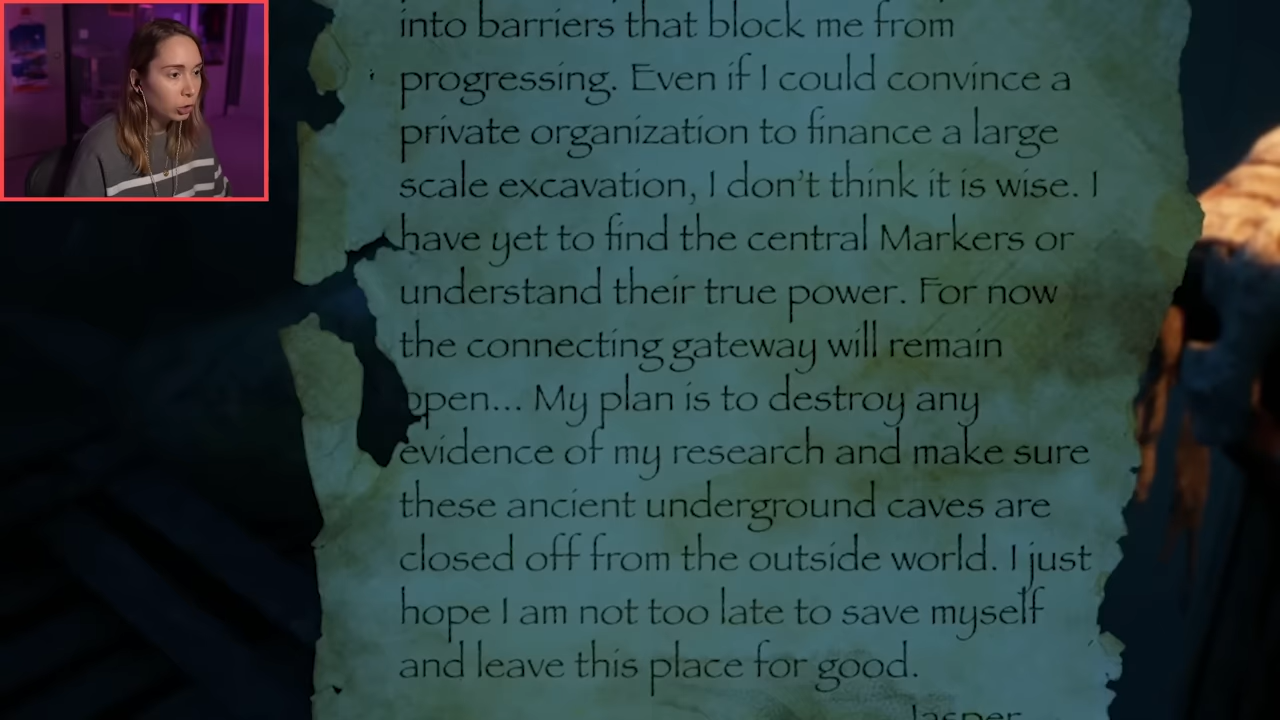 into barriers that block me from
progressing. Even if I could convince a
private organization to finance a large
scale excavation, I don't think it is wise. I
have yet to find the central Markers or
understand their true power. For now
the connecting gateway will remain
open... My plan is to destroy any
evidence of my research and make sure
these ancient underground caves are
closed off from the outside world. I just
hope I am not too late to save myself
and leave this place for good.
Jasper